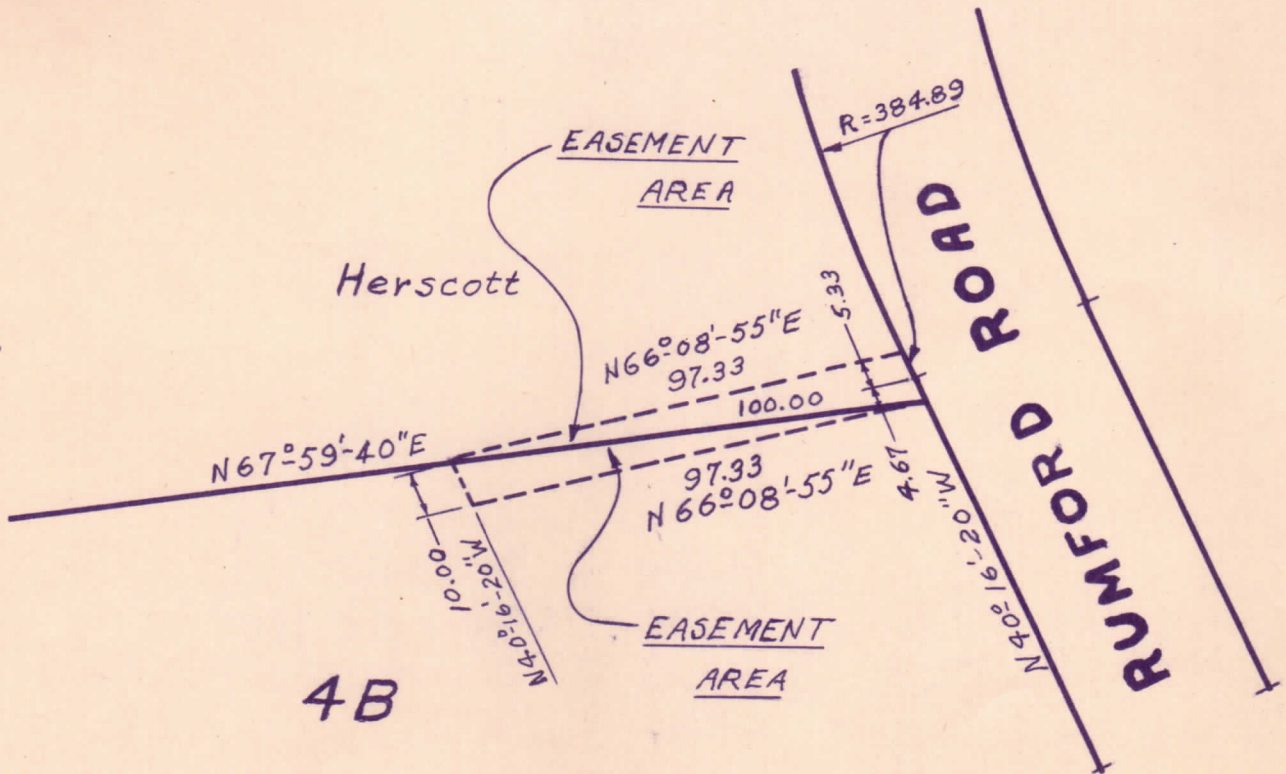 R=384.89
EASEMENT
AREA
Herscott
RUMFORD ROAD
5.33
N66°-08'-55"E
97.33
100.00
N67°-59'-40"E
97.33
N66°-08'-55"E
4.67
10.00
N40°-16'-20"W
N40°-16'-20"W
EASEMENT
AREA
4B